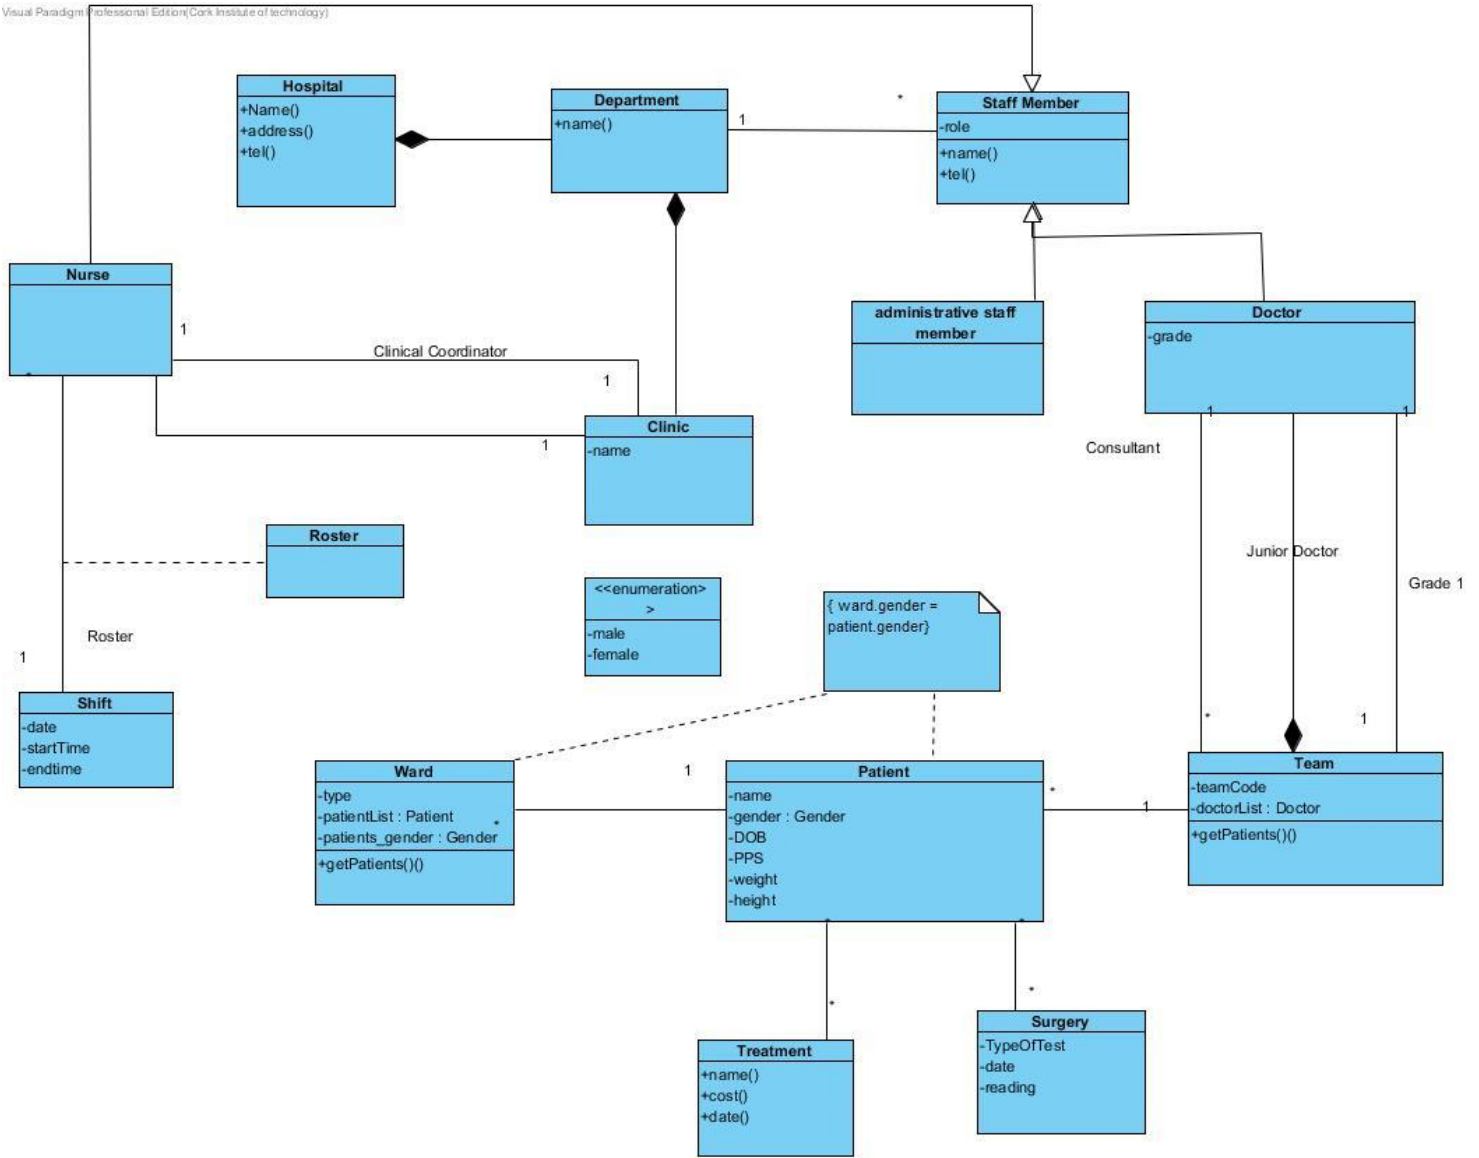 Visual Paradigm Professional Edition(Cork Institute of technology)
Hospital
+Name()
+address()
+tel()
Department
+name()
1
*
Staff Member
-role
+name()
+tel()
Nurse
*
1
Clinical Coordinator
1
1
Clinic
-name
administrative staff
member
Doctor
-grade
1
1
Consultant
Junior Doctor
Grade 1
Roster
Roster
1
Shift
-date
-startTime
-endtime
<<enumeration>
>
-male
-female
{ ward.gender =
patient.gender}
Ward
-type
-patientList : Patient
*
-patients_gender : Gender
+getPatients()()
1
Patient
-name
-gender : Gender
-DOB
-PPS
-weight
-height
*
1
*
1
Team
-teamCode
-doctorList : Doctor
+getPatients()()
*
*
*
*
Treatment
+name()
+cost()
+date()
Surgery
-TypeOfTest
-date
-reading